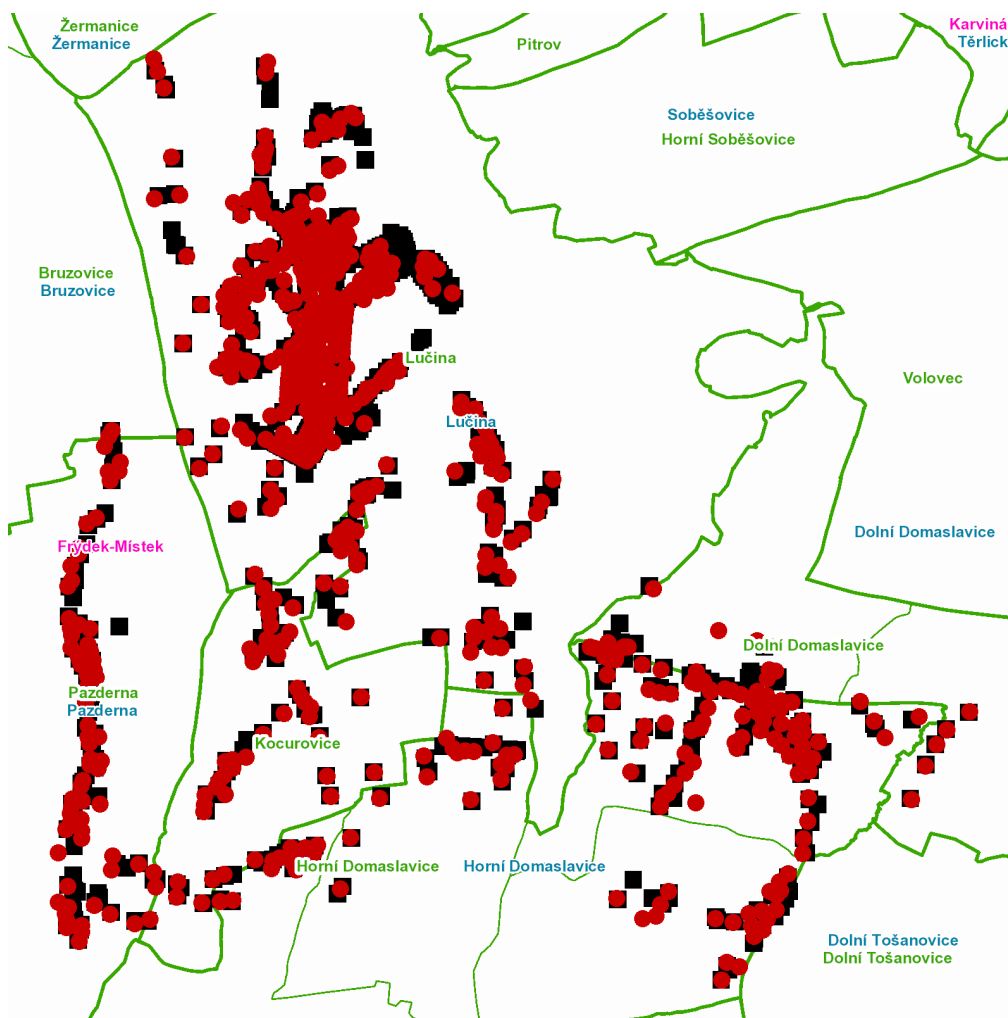 Žermanice
Žermanice
Pitrov
Karviná
Těrlick
Soběšovice
Horní Soběšovice
Bruzovice
Bruzovice
Lučina
Volovec
Lučina
Dolní Domaslavice
Frýdek-Místek
Dolní Domaslavice
Pazderna
Pazderna
Kocurovice
Horní Domaslavice
Horní Domaslavice
Dolní Tošanovice
Dolní Tošanovice